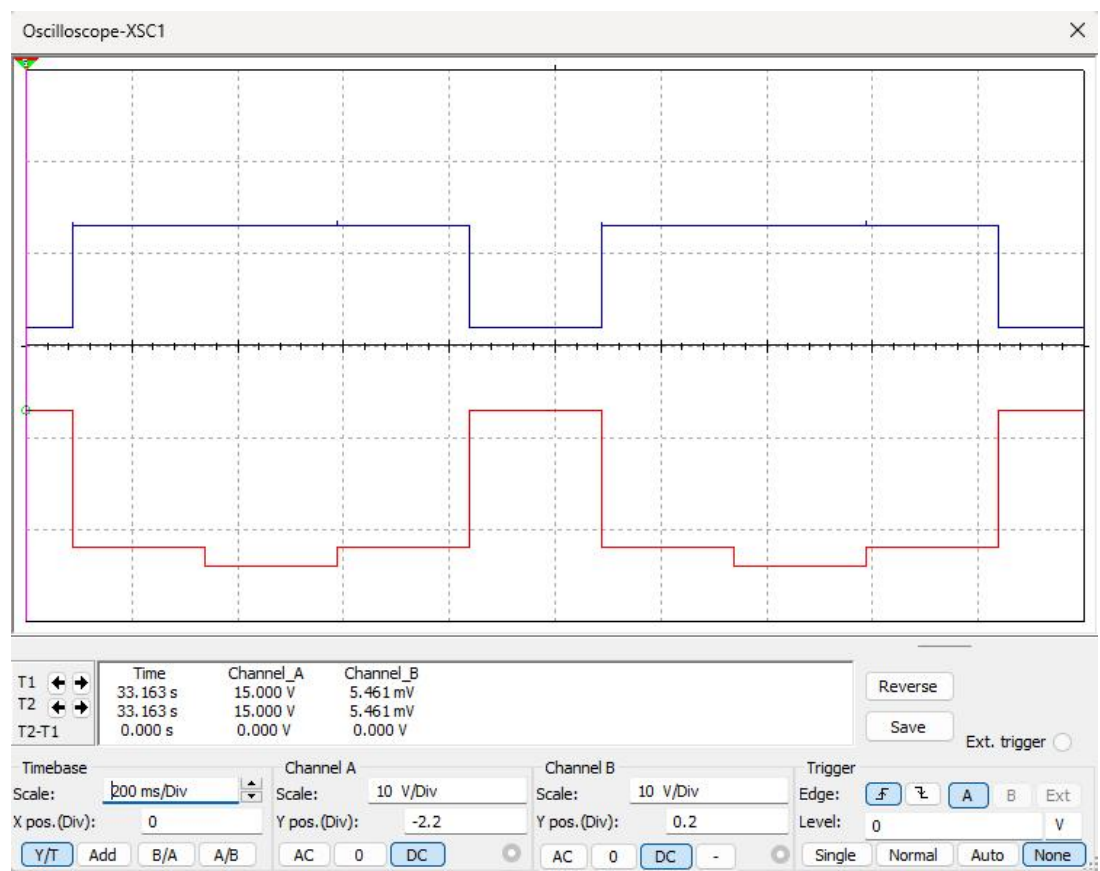 Oscilloscope-XSC1
Time Channel_A Channel_B
T1 33.163 s 15.000 V 5.461 mV
T2 33.163 s 15.000 V 5.461 mV
T2-T1 0.000 s 0.000 V 0.000 V
Reverse
Save
Ext. trigger
Timebase
Scale: 200 ms/Div
X pos.(Div): 0
Y/T Add B/A A/B
Channel A
Scale: 10 V/Div
Y pos.(Div): -2.2
AC 0 DC
Channel B
Scale: 10 V/Div
Y pos.(Div): 0.2
AC 0 DC -
Trigger
Edge: A B Ext
Level: 0 V
Single Normal Auto None